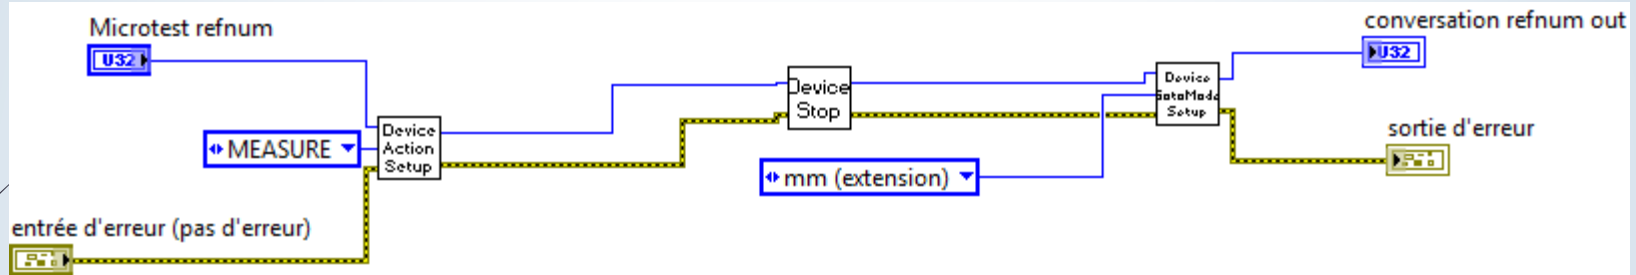 Microtest refnum
U32
MEASURE
Device
Action
Setup
entrée d'erreur (pas d'erreur)
Device
Stop
mm (extension)
Device
GotoMode
Setup
conversation refnum out
U32
sortie d'erreur